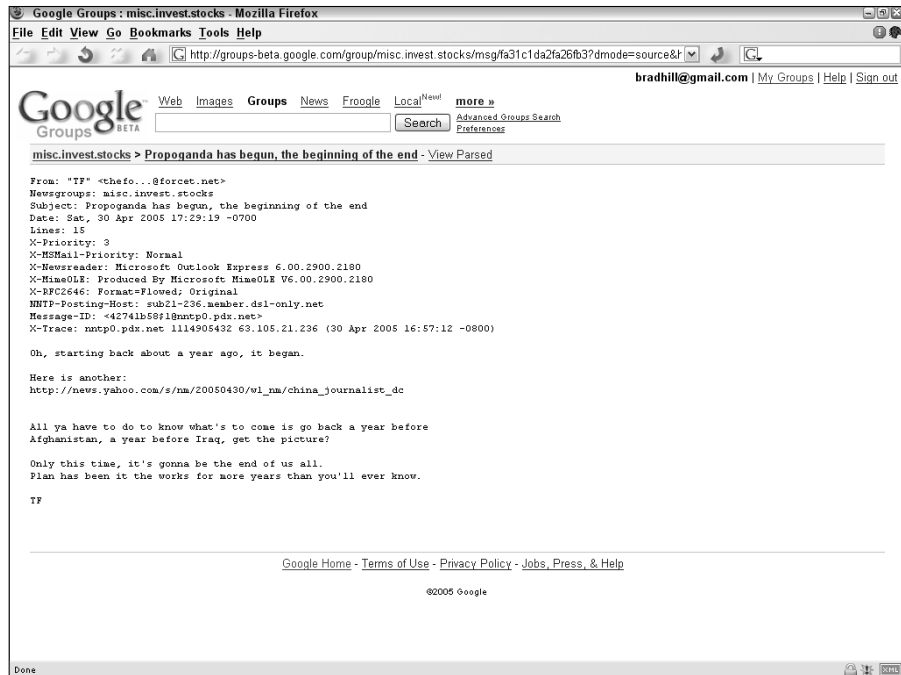 Google Groups : misc.invest.stocks - Mozilla Firefox
File Edit View Go Bookmarks Tools Help
http://groups-beta.google.com/group/misc.invest.stocks/msg/fa31c1da2fa26fb3?dmode=source&h
bradhill@gmail.com | My Groups | Help | Sign out
Google Groups BETA
Web Images Groups News Froogle Local New! more »
Search Advanced Groups Search
Preferences
misc.invest.stocks > Propoganda has begun, the beginning of the end - View Parsed
From: "TF" <thefo...@forcet.net>
Newsgroups: misc.invest.stocks
Subject: Propoganda has begun, the beginning of the end
Date: Sat, 30 Apr 2005 17:29:19 -0700
Lines: 15
X-Priority: 3
X-MSMail-Priority: Normal
X-Newsreader: Microsoft Outlook Express 6.00.2900.2180
X-MimeOLE: Produced By Microsoft MimeOLE V6.00.2900.2180
X-RFC2646: Format=Flowed; Original
NNTP-Posting-Host: sub21-236.member.dsl-only.net
Message-ID: <42741b58$1@nntp0.pdx.net>
X-Trace: nntp0.pdx.net 1114905432 63.105.21.236 (30 Apr 2005 16:57:12 -0800)
Oh, starting back about a year ago, it began.
Here is another:
http://news.yahoo.com/s/nm/20050430/wl_nm/china_journalist_dc
All ya have to do to know what's to come is go back a year before
Afghanistan, a year before Iraq, get the picture?
Only this time, it's gonna be the end of us all.
Plan has been it the works for more years than you'll ever know.
TF
Google Home - Terms of Use - Privacy Policy - Jobs, Press, & Help
©2005 Google
Done
XML